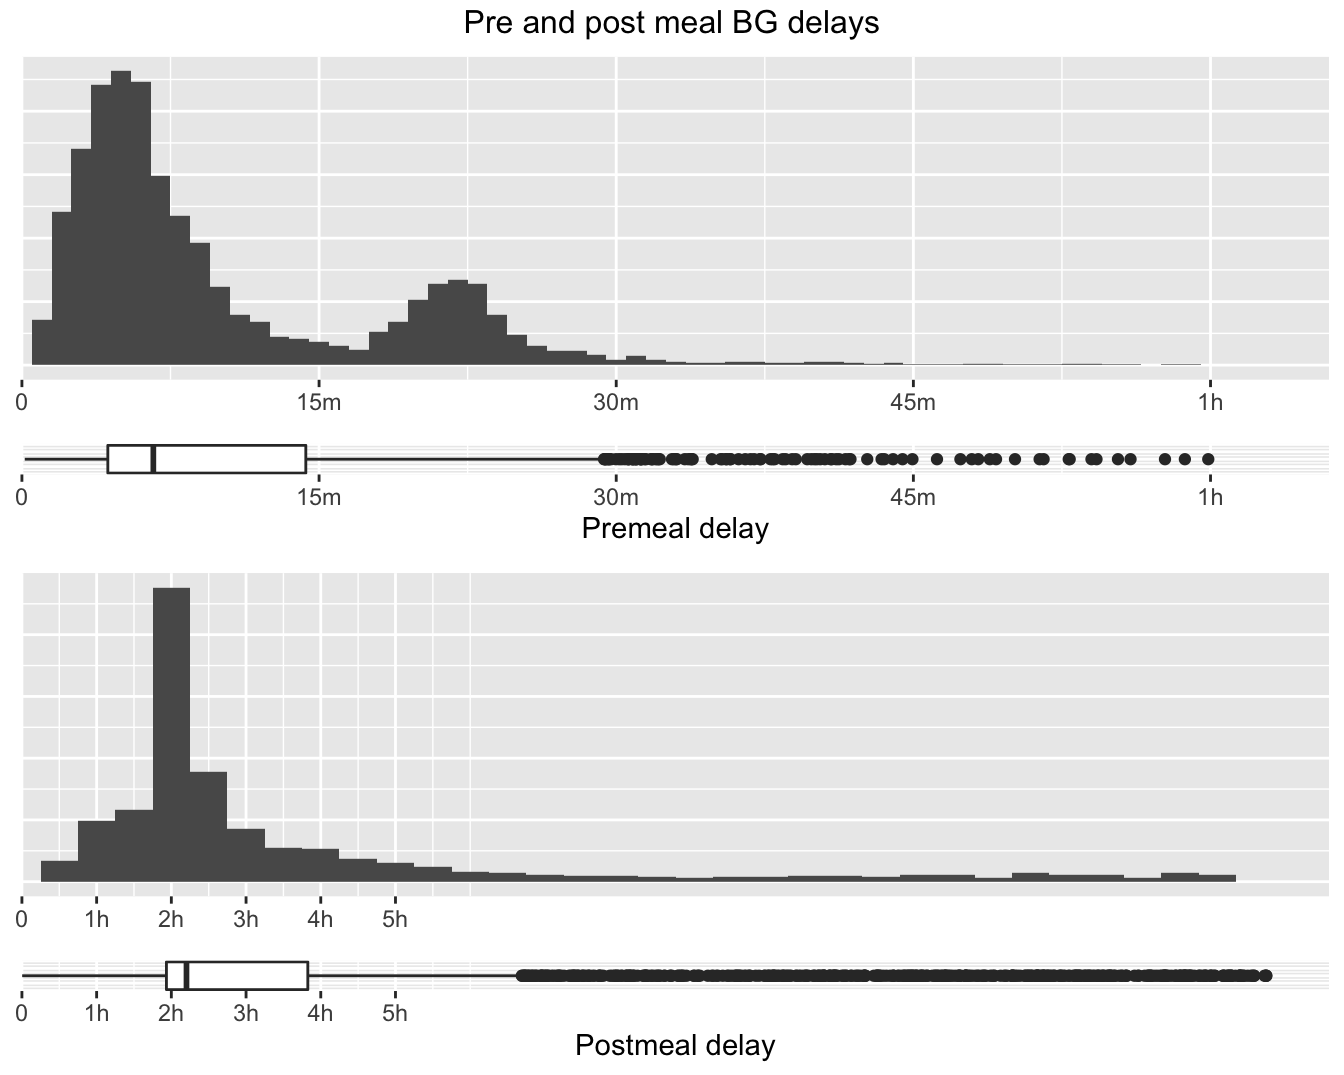 Pre and post meal BG delays
0 15m 30m 45m 1h
0 15m 30m 45m 1h
Premeal delay
0 1h 2h 3h 4h 5h
0 1h 2h 3h 4h 5h
Postmeal delay